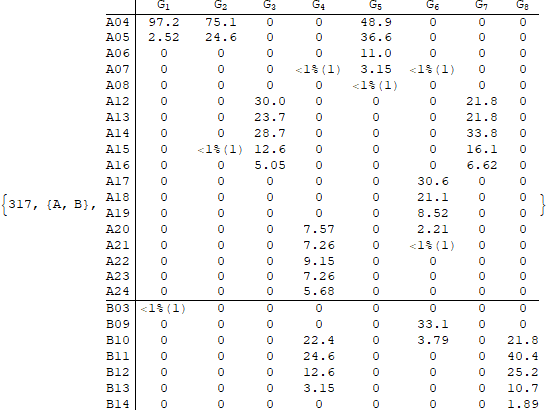 G₁ G₂ G₃ G₄ G₅ G₆ G₇ G₈
A04 97.2 75.1 0 0 48.9 0 0 0
A05 2.52 24.6 0 0 36.6 0 0 0
A06 0 0 0 0 11.0 0 0 0
A07 0 0 0 <1%(1) 3.15 <1%(1) 0 0
A08 0 0 0 0 <1%(1) 0 0 0
A12 0 0 30.0 0 0 0 21.8 0
A13 0 0 23.7 0 0 0 21.8 0
A14 0 0 28.7 0 0 0 33.8 0
A15 0 <1%(1) 12.6 0 0 0 16.1 0
A16 0 0 5.05 0 0 0 6.62 0
A17 0 0 0 0 0 30.6 0 0
A18 0 0 0 0 0 21.1 0 0
{317, {A, B}, A19 0 0 0 0 0 8.52 0 0 }
A20 0 0 0 7.57 0 2.21 0 0
A21 0 0 0 7.26 0 <1%(1) 0 0
A22 0 0 0 9.15 0 0 0 0
A23 0 0 0 7.26 0 0 0 0
A24 0 0 0 5.68 0 0 0 0
B03 <1%(1) 0 0 0 0 0 0 0
B09 0 0 0 0 0 33.1 0 0
B10 0 0 0 22.4 0 3.79 0 21.8
B11 0 0 0 24.6 0 0 0 40.4
B12 0 0 0 12.6 0 0 0 25.2
B13 0 0 0 3.15 0 0 0 10.7
B14 0 0 0 0 0 0 0 1.89